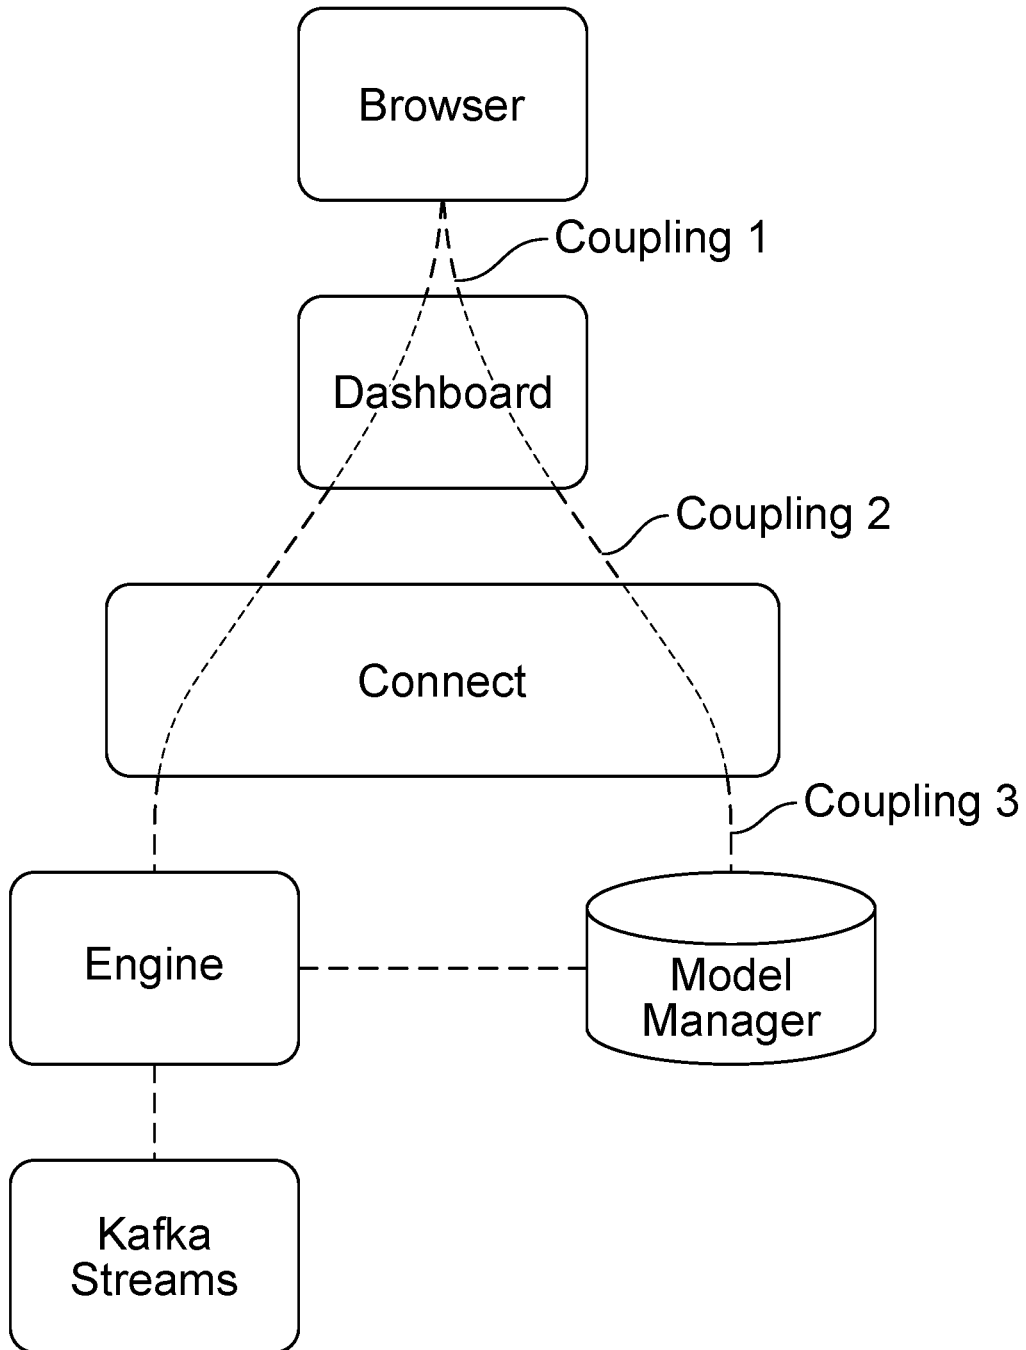 Browser
Coupling 1
Dashboard
Coupling 2
Connect
Coupling 3
Engine
Model
Manager
Kafka
Streams